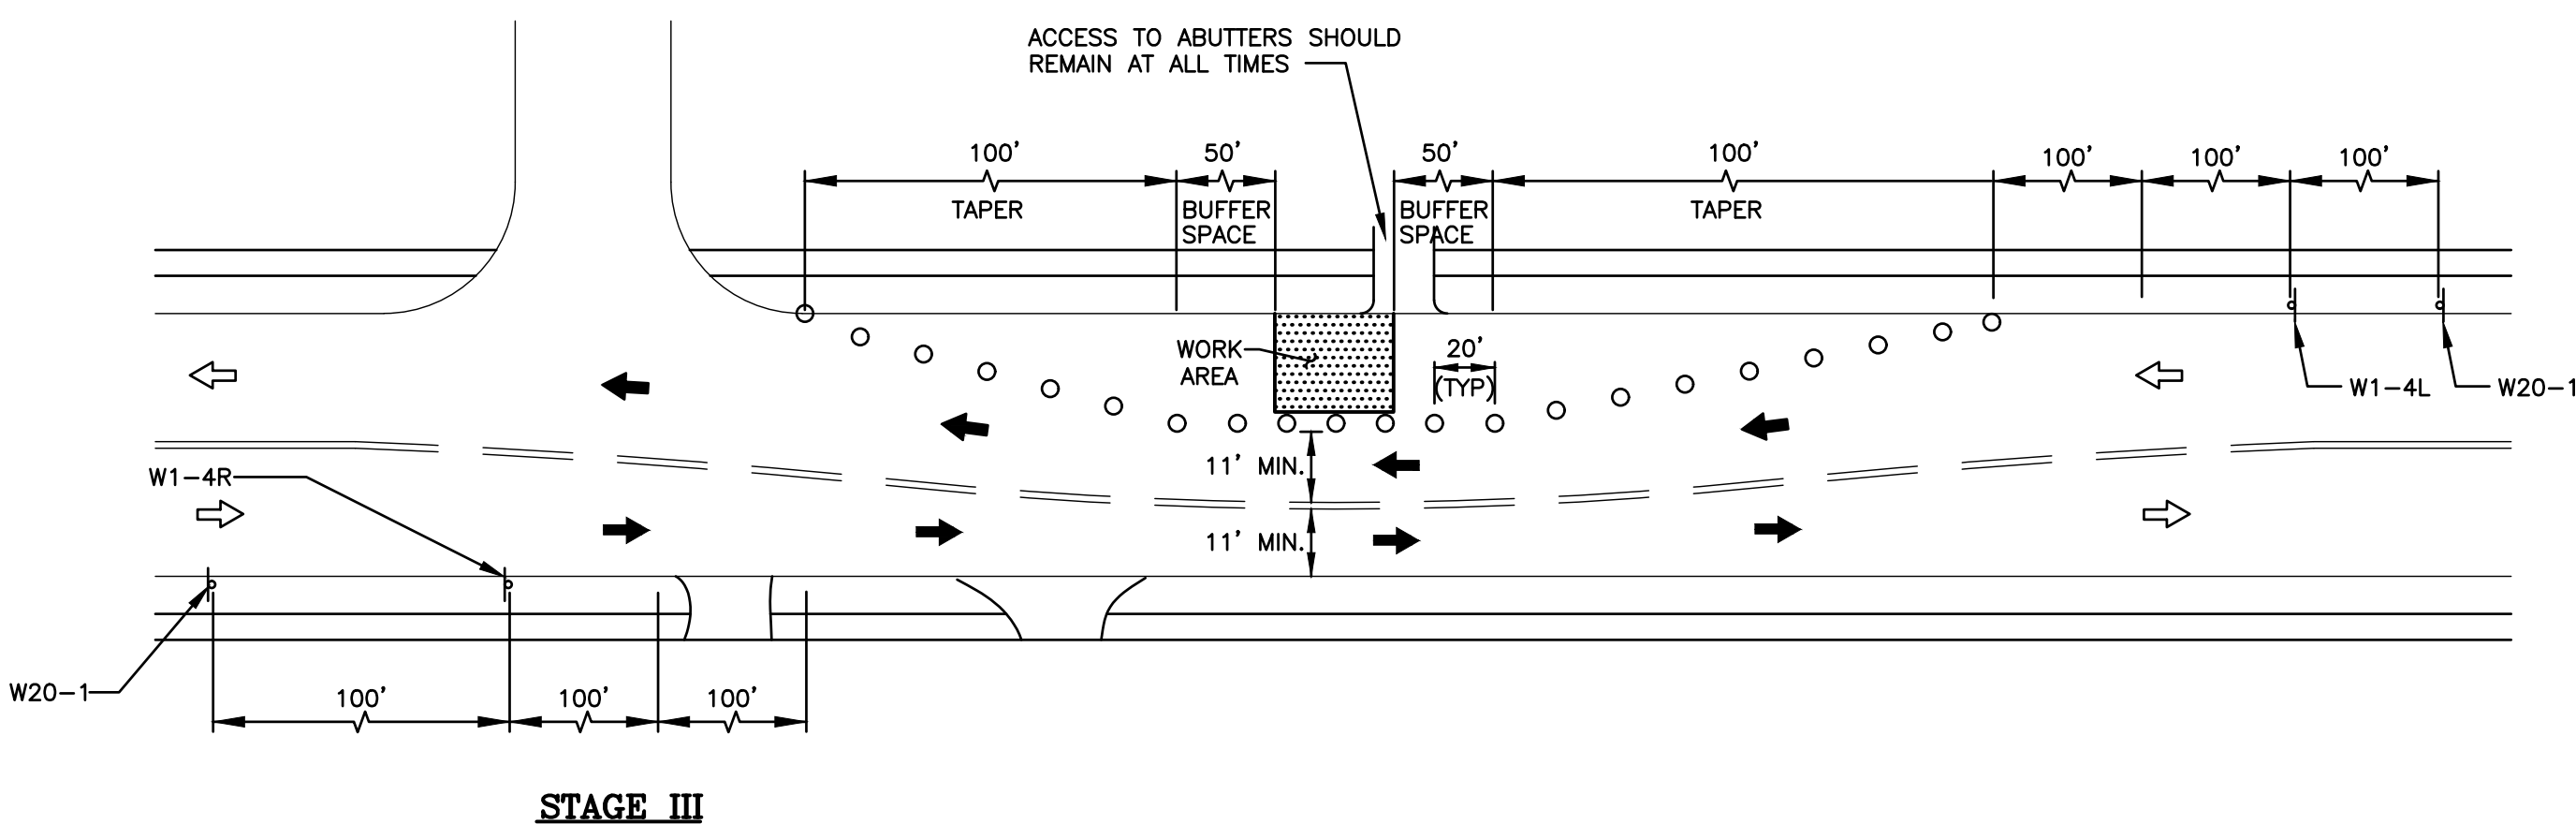 ACCESS TO ABUTTERS SHOULD
REMAIN AT ALL TIMES
100' 50' 50' 100' 100' 100' 100'
TAPER BUFFER SPACE BUFFER SPACE TAPER
WORK
AREA
20'
(TYP)
W1-4L W20-1
11' MIN.
W1-4R
11' MIN.
W20-1
100' 100' 100'
STAGE III